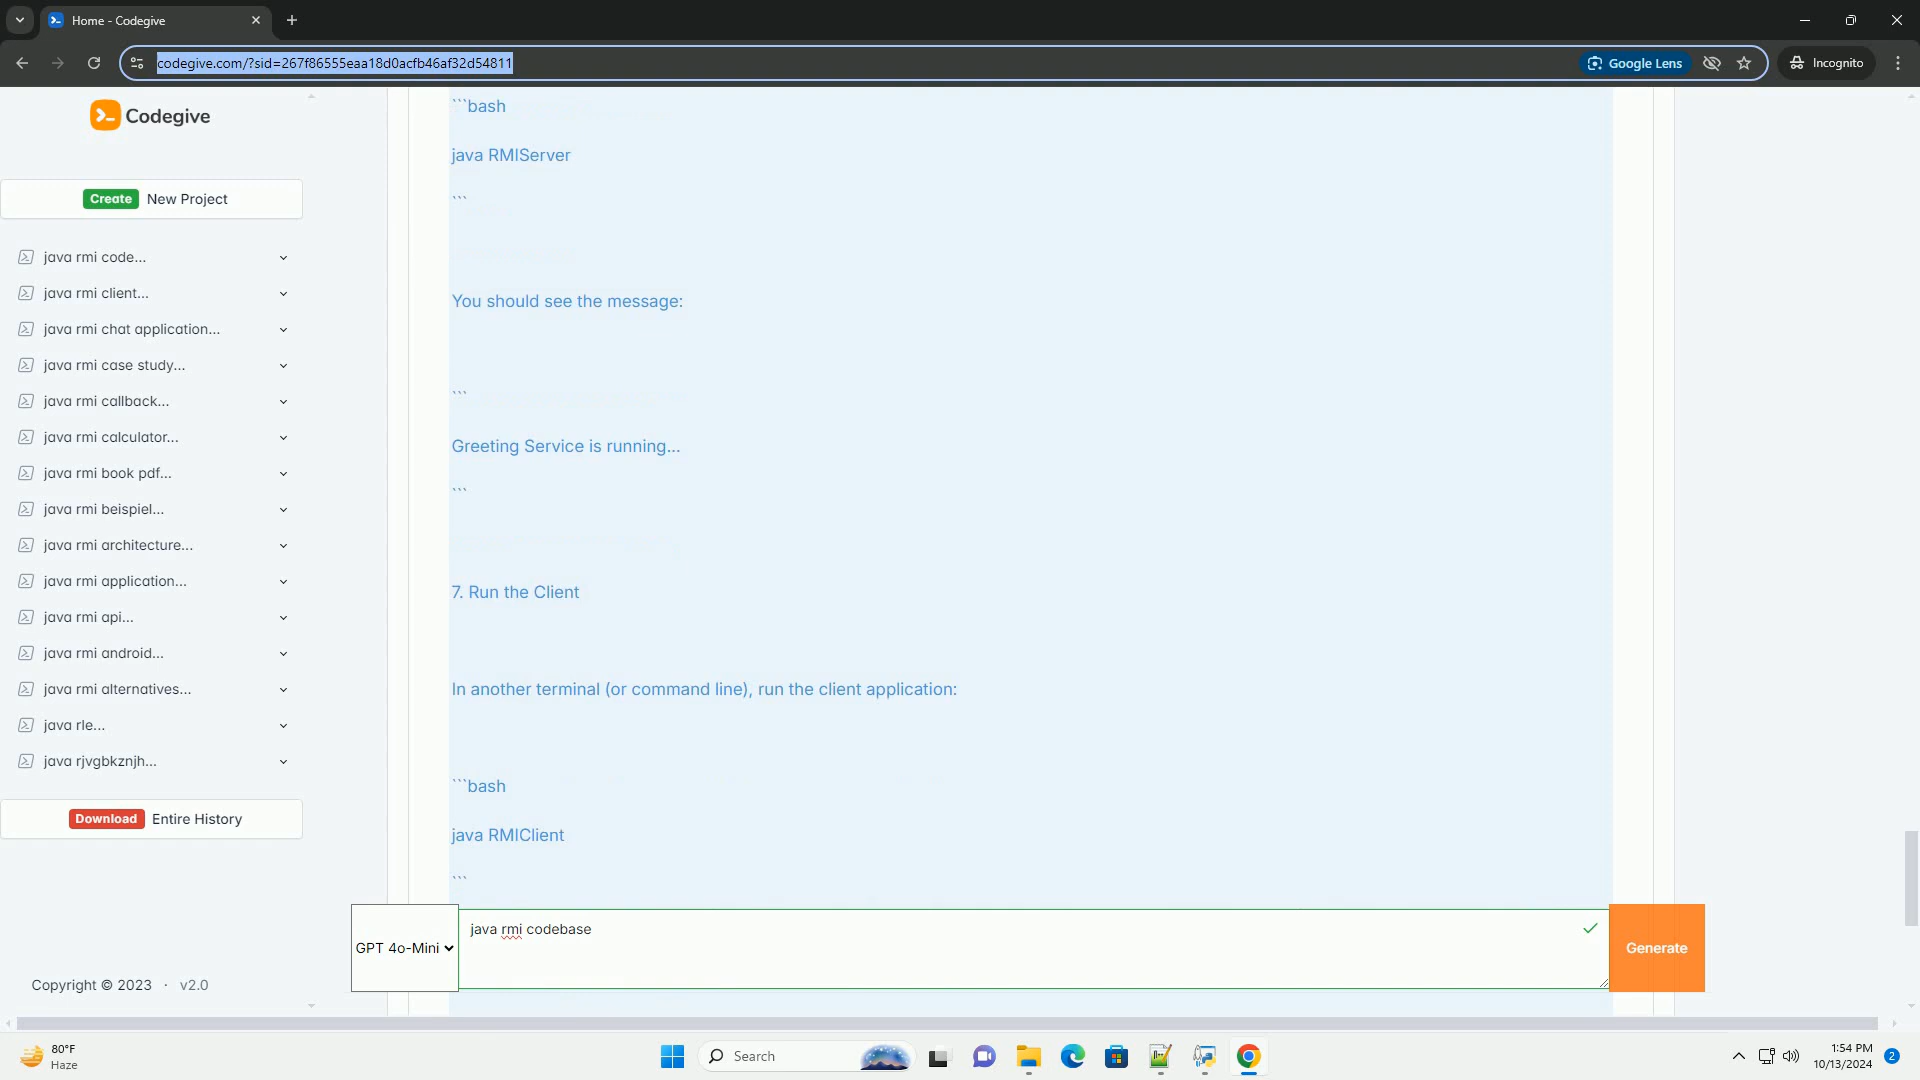 Home - Codegive
codegive.com/?sid=267f86555eaa18d0acfb46af32d54811
Google Lens
Incognito
Codegive
Create New Project
java rmi code...
java rmi client...
java rmi chat application...
java rmi case study...
java rmi callback...
java rmi calculator...
java rmi book pdf...
java rmi beispiel...
java rmi architecture...
java rmi application...
java rmi api...
java rmi android...
java rmi alternatives...
java rle...
java rjvgbkznjh...
Download Entire History
Copyright © 2023 · v2.0
```bash
java RMIServer
```
You should see the message:
```
Greeting Service is running...
```
7. Run the Client
In another terminal (or command line), run the client application:
```bash
java RMIClient
```
GPT 4o-Mini
java rmi codebase
Generate
80°F
Haze
Search
1:54 PM
10/13/2024
2